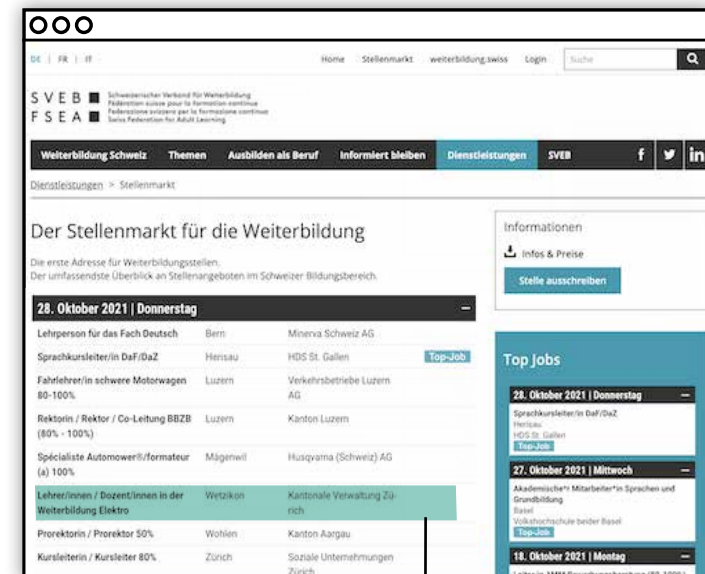 DE | FR | IT
Home Stellenmarkt weiterbildung.swiss Login Suche
SVEB
FSEA
Schweizerischer Verband für Weiterbildung
Fédération suisse pour la formation continue
Federazione svizzera per la formazione continua
Swiss Federation for Adult Learning
Weiterbildung Schweiz Themen Ausbilden als Beruf Informiert bleiben Dienstleistungen SVEB f in
Dienstleistungen > Stellenmarkt
Der Stellenmarkt für die Weiterbildung
Die erste Adresse für Weiterbildungsstellen.
Der umfassendste Überblick an Stellenangeboten im Schweizer Bildungsbereich.
28. Oktober 2021 | Donnerstag
Lehrperson für das Fach Deutsch Bern Minerva Schweiz AG
Sprachkursleiter/in DaF/DaZ Herisau HDS St. Gallen Top-Job
Fahrlehrer/in schwere Motorwagen Luzern Verkehrsbetriebe Luzern
80-100% AG
Rektorin / Rektor / Co-Leitung BBZB Luzern Kanton Luzern
(80% - 100%)
Spécialiste Automower®/formateur Mägenwil Husqvarna (Schweiz) AG
(a) 100%
Lehrer/innen / Dozent/innen in der Wetzikon Kantonale Verwaltung Zü-
Weiterbildung Elektro rich
Prorektorin / Prorektor 50% Wohlen Kanton Aargau
Kursleiterin / Kursleiter 80% Zürich Soziale Unternehmungen
Zürich
Informationen
Infos & Preise
Stelle ausschreiben
Top Jobs
28. Oktober 2021 | Donnerstag
Sprachkursleiter/in DaF/DaZ
Herisau
HDS St. Gallen
Top-Job
27. Oktober 2021 | Mittwoch
Akademische*r Mitarbeiter*in Sprachen und
Grundbildung
Basel
Volkshochschule beider Basel
Top-Job
18. Oktober 2021 | Montag